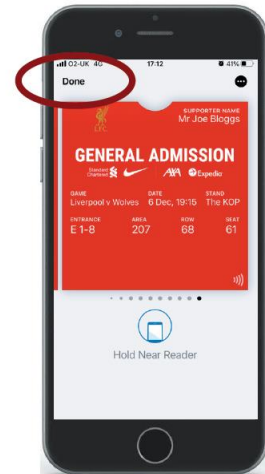 O2-UK 4G 17:12 41%
Done
LFC
SUPPORTER NAME
Mr Joe Bloggs
GENERAL ADMISSION
Standard Chartered AXA Expedia
GAME DATE STAND
Liverpool v Wolves 6 Dec, 19:15 The KOP
ENTRANCE AREA ROW SEAT
E 1-8 207 68 61
Hold Near Reader